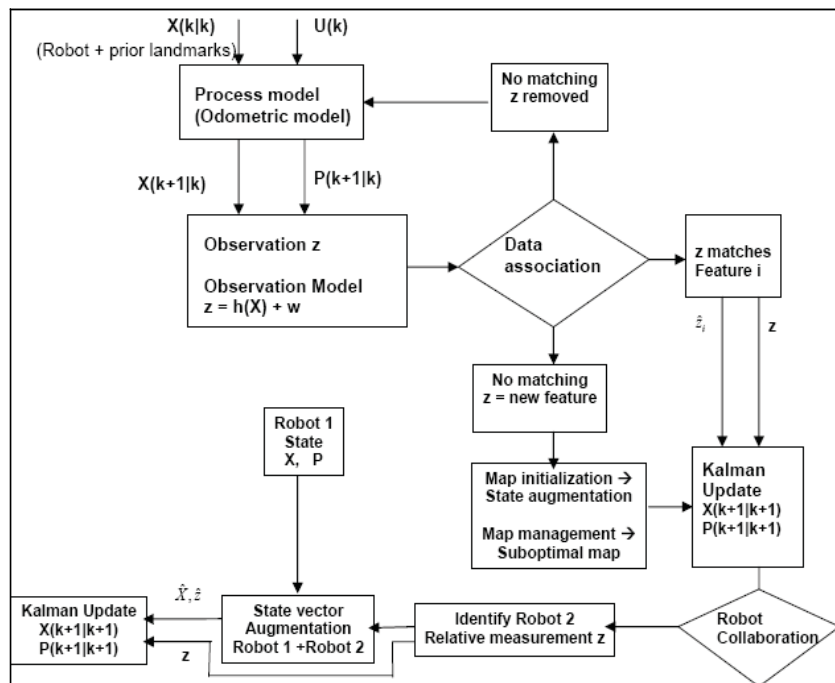 X(k|k)
U(k)
(Robot + prior landmarks)
Process model
(Odometric model)
No matching
z removed
X(k+1|k)
P(k+1|k)
Observation z
Observation Model
z = h(X) + w
Data
association
z matches
Feature i
ẑᵢ
z
No matching
z = new feature
Robot 1
State
X, P
Map initialization →
State augmentation
Map management →
Suboptimal map
Kalman
Update
X(k+1|k+1)
P(k+1|k+1)
Kalman Update
X(k+1|k+1)
P(k+1|k+1)
X̂, ẑ
z
State vector
Augmentation
Robot 1 +Robot 2
Identify Robot 2
Relative measurement z
Robot
Collaboration